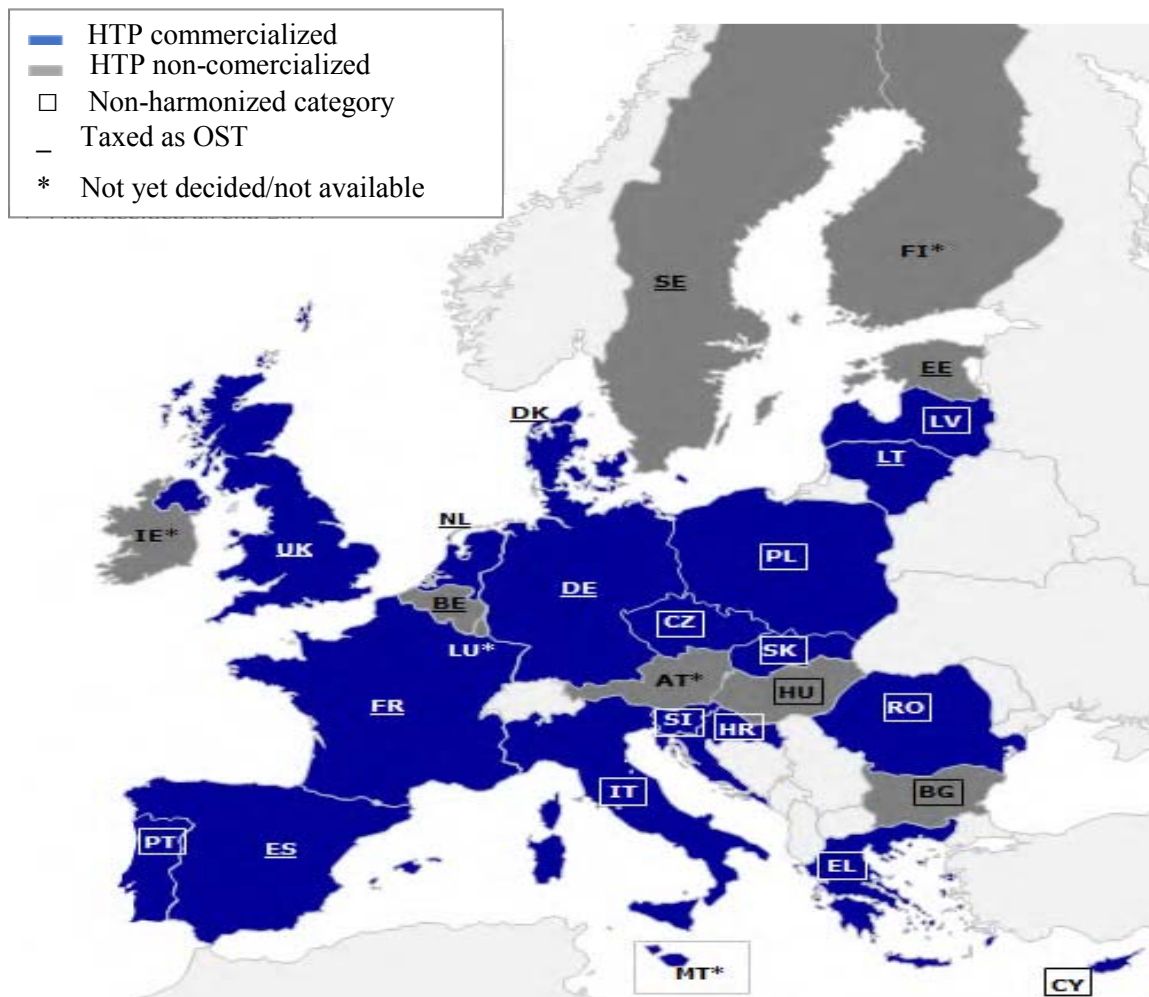 HTP commercialized
HTP non-comercialized
□ Non-harmonized category
_ Taxed as OST
* Not yet decided/not available
FI*
SE
EE
LV
DK
LT
NL
IE*
UK
PL
DE
BE
CZ
LU*
SK
AT*
HU
FR
SI
HR
RO
IT
BG
PT
ES
EL
MT*
CY